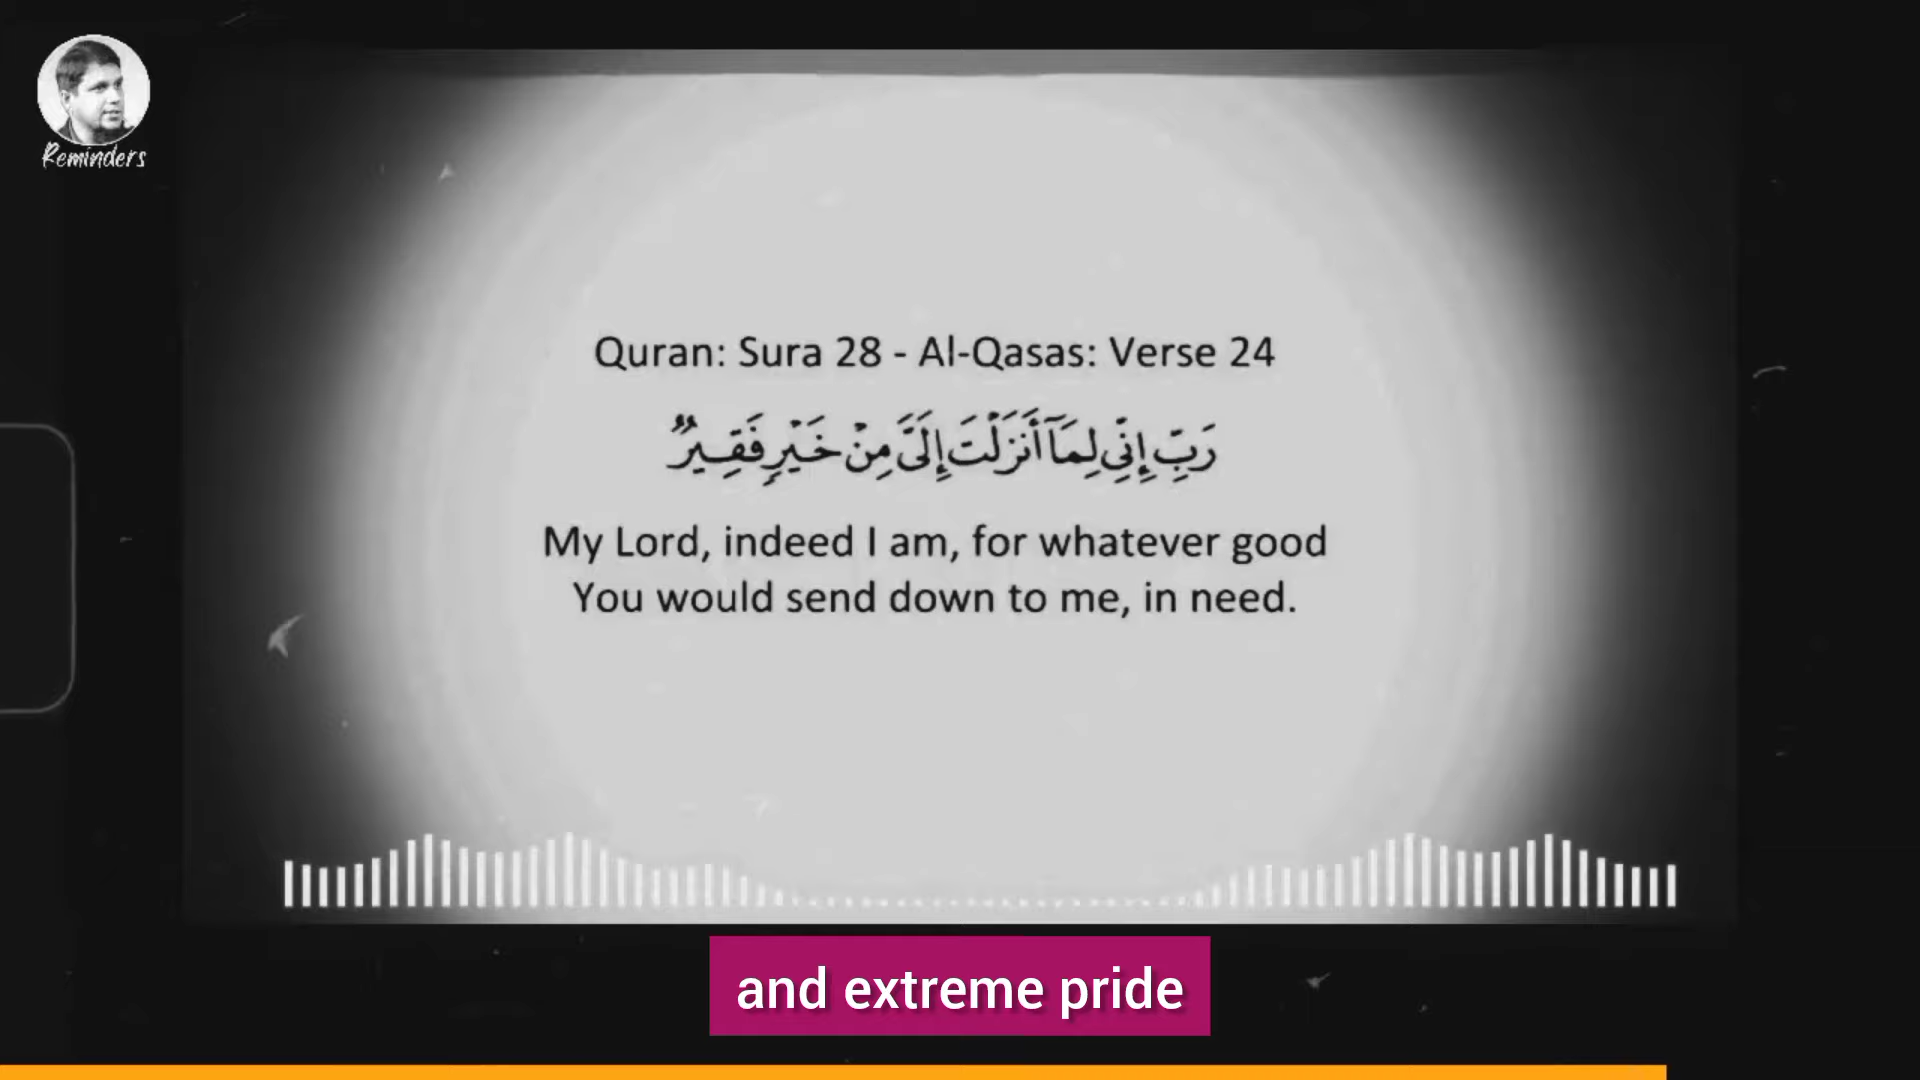 Reminders
Quran: Sura 28 - Al-Qasas: Verse 24
رَبِّ إِنِّي لِمَآ أَنزَلْتَ إِلَىَّ مِنْ خَيْرٍ فَقِيرٌ
My Lord, indeed I am, for whatever good
You would send down to me, in need.
and extreme pride